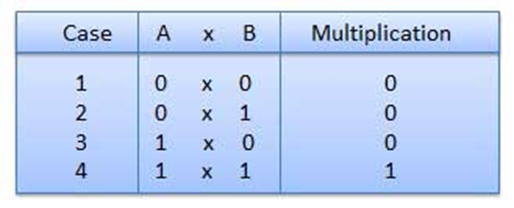 Case A x B Multiplication
1 0 x 0 0
2 0 x 1 0
3 1 x 0 0
4 1 x 1 1